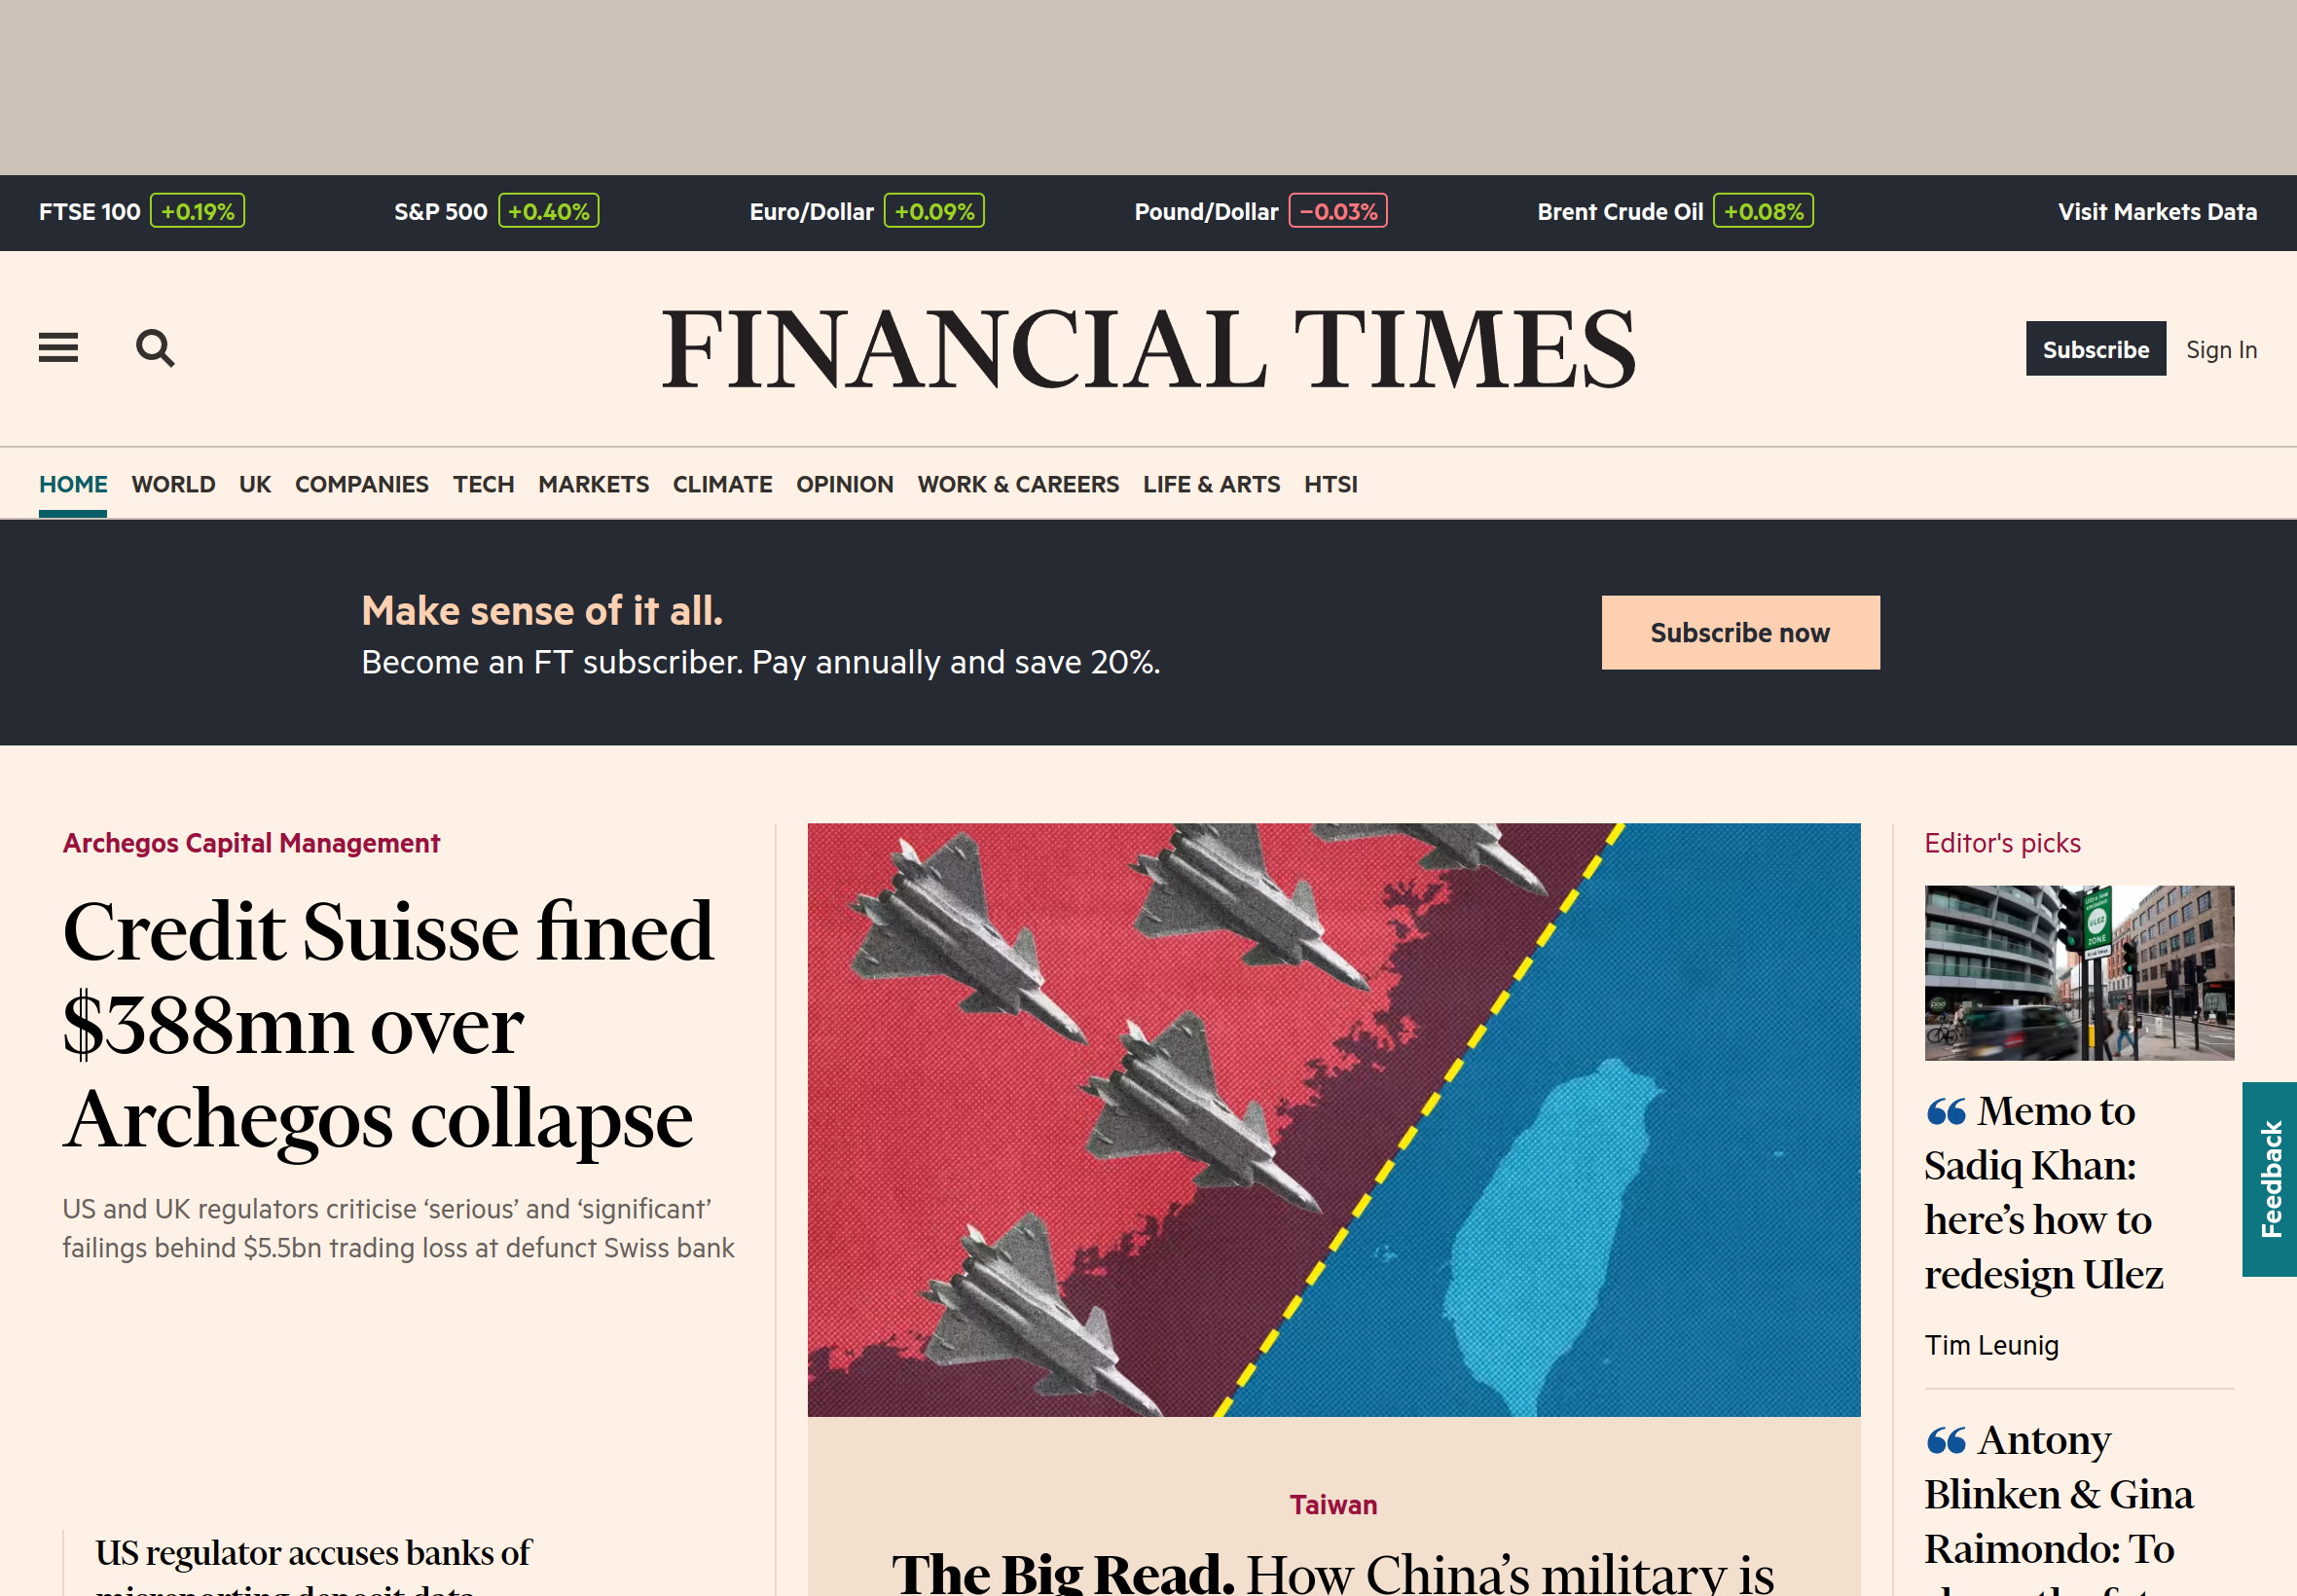 FTSE 100 +0.19% S&P 500 +0.40% Euro/Dollar +0.09% Pound/Dollar −0.03% Brent Crude Oil +0.08% Visit Markets Data
FINANCIAL TIMES
Subscribe Sign In
HOME WORLD UK COMPANIES TECH MARKETS CLIMATE OPINION WORK & CAREERS LIFE & ARTS HTSI
Make sense of it all.
Become an FT subscriber. Pay annually and save 20%.
Subscribe now
Archegos Capital Management
Credit Suisse fined
$388mn over
Archegos collapse
US and UK regulators criticise ‘serious’ and ‘significant’
failings behind $5.5bn trading loss at defunct Swiss bank
US regulator accuses banks of
misreporting deposit data
Taiwan
The Big Read. How China’s military is
Editor's picks
ULEZ
ZONE
“ Memo to
Sadiq Khan:
here’s how to
redesign Ulez
Tim Leunig
“ Antony
Blinken & Gina
Raimondo: To
Feedback